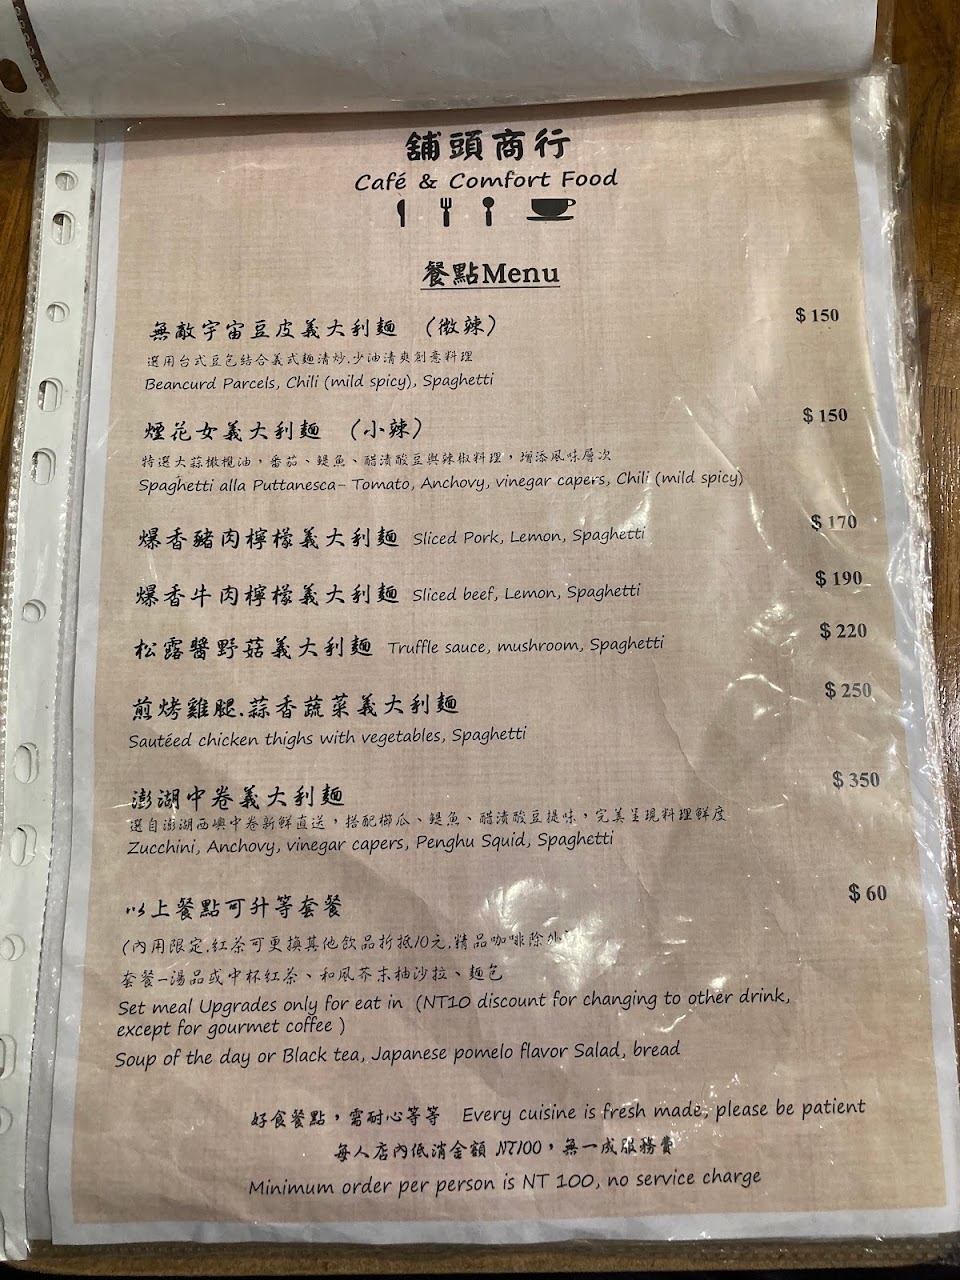 舖頭商行
Café & Comfort Food
餐點Menu
無敵宇宙豆皮義大利麵 (微辣) $150
選用台式豆包結合義式麵清炒.少油清爽創意料理
Beancurd Parcels, Chili (mild spicy), Spaghetti
煙花女義大利麵 (小辣) $150
特選大蒜橄欖油，番茄、鯷魚、醋漬酸豆與辣椒料理，增添風味層次
Spaghetti alla Puttanesca- Tomato, Anchovy, vinegar capers, Chili (mild spicy)
爆香豬肉檸檬義大利麵 Sliced Pork, Lemon, Spaghetti $170
爆香牛肉檸檬義大利麵 Sliced beef, Lemon, Spaghetti $190
松露醬野菇義大利麵 Truffle sauce, mushroom, Spaghetti $220
煎烤雞腿.蒜香蔬菜義大利麵 $250
Sautéed chicken thighs with vegetables, Spaghetti
澎湖中卷義大利麵 $350
選自澎湖西嶼中卷新鮮直送，搭配櫛瓜、鯷魚、醋漬酸豆提味，完美呈現料理鮮度
Zucchini, Anchovy, vinegar capers, Penghu Squid, Spaghetti
以上餐點可升等套餐 $60
(內用限定.紅茶可更換其他飲品折抵10元.精品咖啡除外
套餐-湯品或中杯紅茶、和風芥末柚沙拉、麵包
Set meal Upgrades only for eat in (NT10 discount for changing to other drink,
except for gourmet coffee )
Soup of the day or Black tea, Japanese pomelo flavor Salad, bread
好食餐點，需耐心等等 Every cuisine is fresh made, please be patient
每人店內低消金額 NT100，無一成服務費
Minimum order per person is NT 100, no service charge